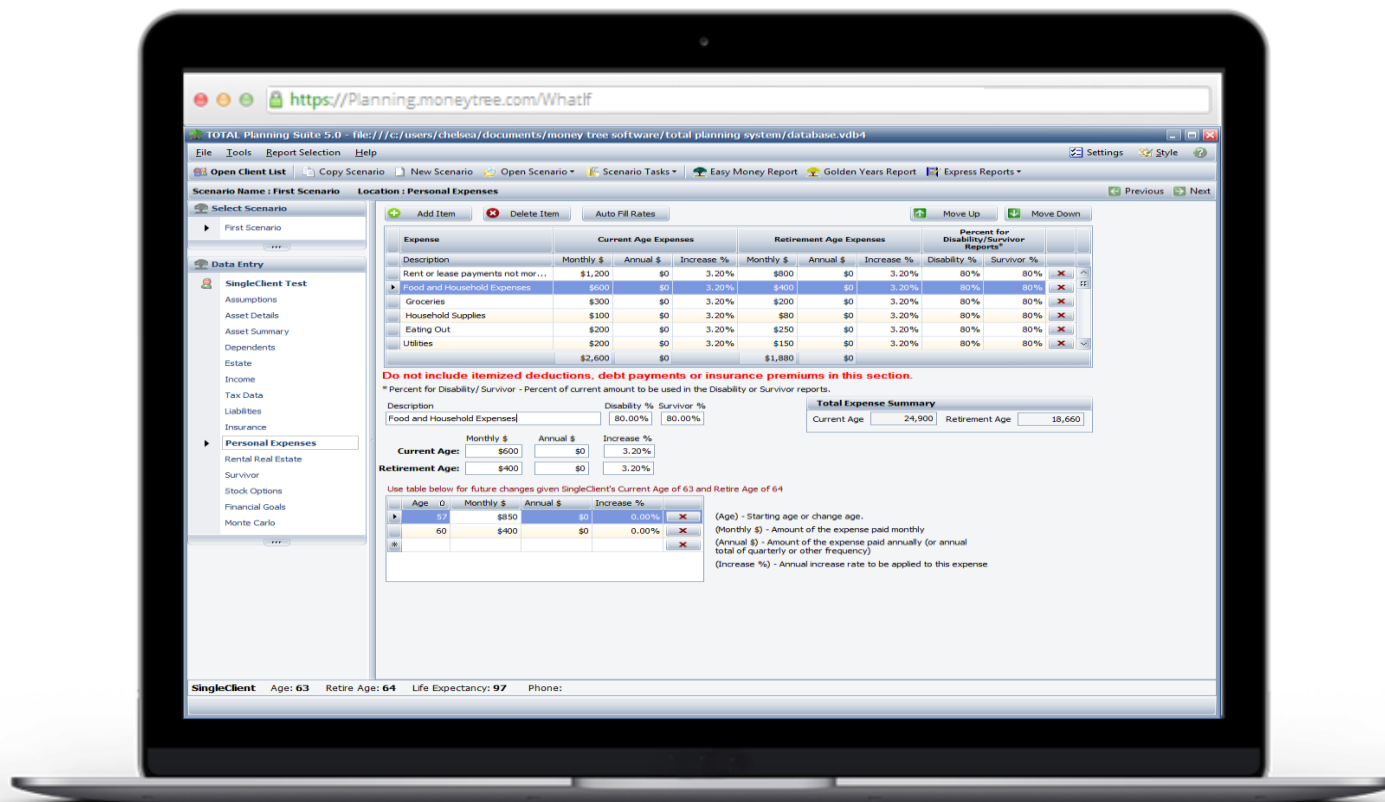 https://Planning.moneytree.com/WhatIf
TOTAL Planning Suite 5.0 - file:///c:/users/chelsea/documents/money tree software/total planning system/database.vdb4
File Tools Report Selection Help Settings Style
Open Client List Copy Scenario New Scenario Open Scenario Scenario Tasks Easy Money Report Golden Years Report Express Reports
Scenario Name : First Scenario Location : Personal Expenses Previous Next
Select Scenario
First Scenario
Data Entry
SingleClient Test
Assumptions
Asset Details
Asset Summary
Dependents
Estate
Income
Tax Data
Liabilities
Insurance
Personal Expenses
Rental Real Estate
Survivor
Stock Options
Financial Goals
Monte Carlo
Add Item Delete Item Auto Fill Rates Move Up Move Down
Expense Current Age Expenses Retirement Age Expenses Percent for Disability/Survivor Reports*
Description Monthly $ Annual $ Increase % Monthly $ Annual $ Increase % Disability % Survivor %
Rent or lease payments not mor... $1,200 $0 3.20% $800 $0 3.20% 80% 80%
Food and Household Expenses $600 $0 3.20% $400 $0 3.20% 80% 80%
Groceries $300 $0 3.20% $200 $0 3.20% 80% 80%
Household Supplies $100 $0 3.20% $80 $0 3.20% 80% 80%
Eating Out $200 $0 3.20% $250 $0 3.20% 80% 80%
Utilities $200 $0 3.20% $150 $0 3.20% 80% 80%
$2,600 $0 $1,880 $0
Do not include itemized deductions, debt payments or insurance premiums in this section.
* Percent for Disability/ Survivor - Percent of current amount to be used in the Disability or Survivor reports.
Description Disability % Survivor %
Food and Household Expenses 80.00% 80.00%
Total Expense Summary
Current Age 24,900 Retirement Age 18,660
Monthly $ Annual $ Increase %
Current Age: $600 $0 3.20%
Retirement Age: $400 $0 3.20%
Use table below for future changes given SingleClient's Current Age of 63 and Retire Age of 64
Age Monthly $ Annual $ Increase %
57 $850 $0 0.00%
60 $400 $0 0.00%
(Age) - Starting age or change age.
(Monthly $) - Amount of the expense paid monthly
(Annual $) - Amount of the expense paid annually (or annual
total of quarterly or other frequency)
(Increase %) - Annual increase rate to be applied to this expense
SingleClient Age: 63 Retire Age: 64 Life Expectancy: 97 Phone: